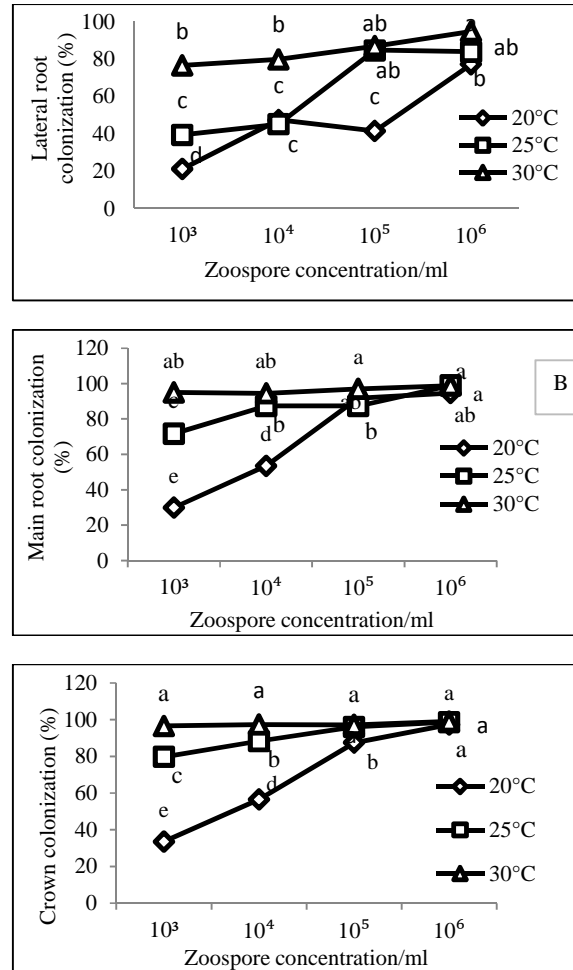 100
80
60
40
20
0
Lateral root
colonization (%)
b b ab a
ab
ab
b
c c c
d c
20°C
25°C
30°C
10³ 10⁴ 10⁵ 10⁶
Zoospore concentration/ml
120
100
80
60
40
20
0
Main root colonization
(%)
ab ab a a
B
a
c ab ab
d b b
e
20°C
25°C
30°C
10³ 10⁴ 10⁵ 10⁶
Zoospore concentration/ml
120
100
80
60
40
20
0
Crown colonization (%)
a a a a
a
a
c b b a
d
e
20°C
25°C
30°C
10³ 10⁴ 10⁵ 10⁶
Zoospore concentration/ml